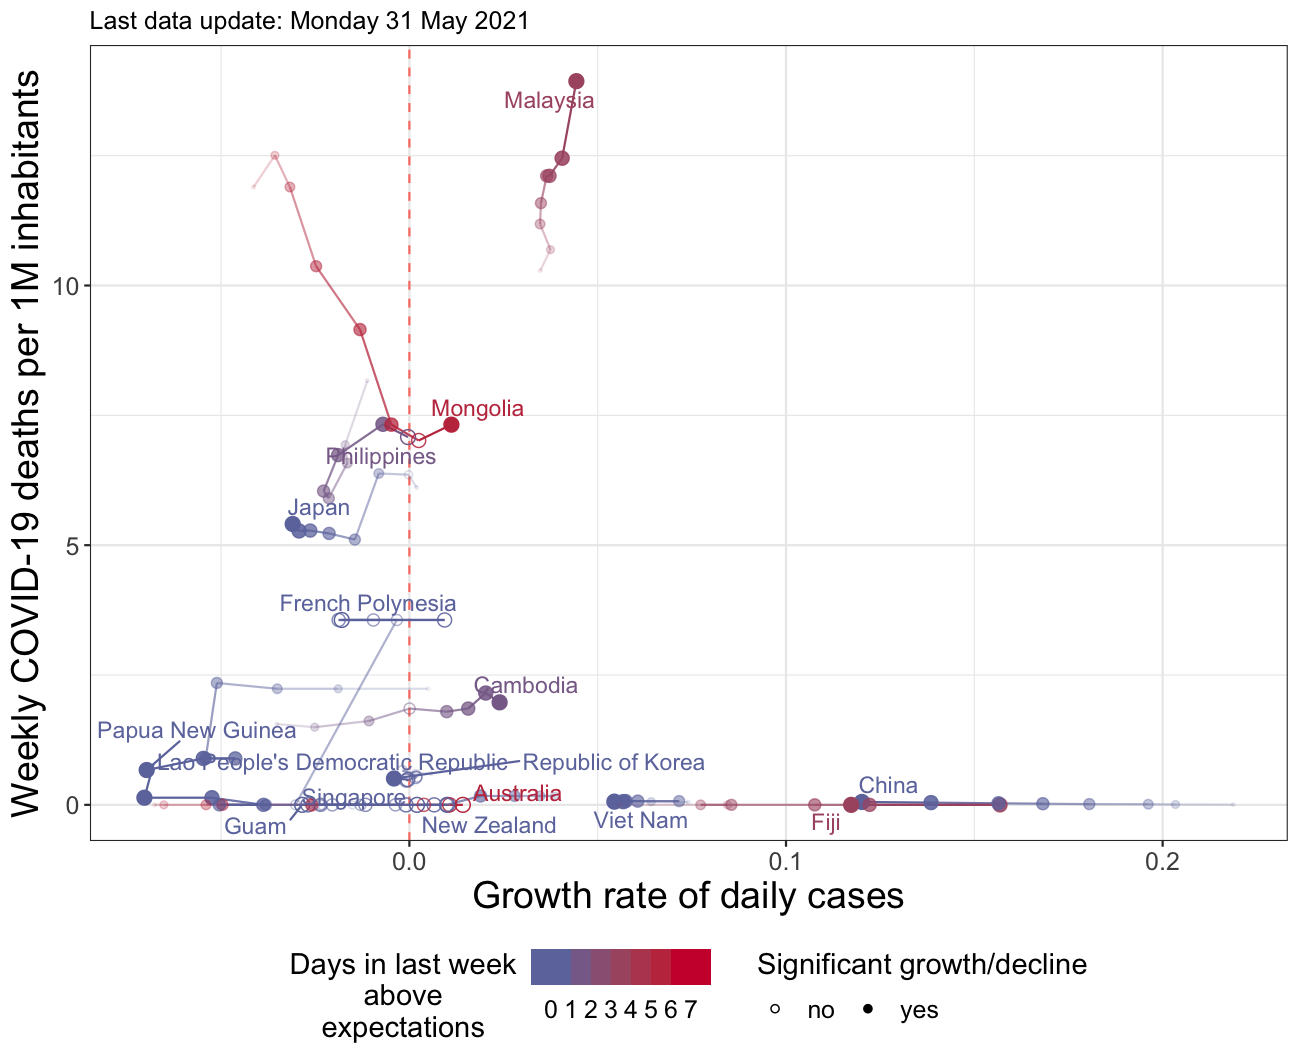 Last data update: Monday 31 May 2021
Weekly COVID-19 deaths per 1M inhabitants
Malaysia
10
Mongolia
Philippines
Japan
5
French Polynesia
Cambodia
Papua New Guinea
Lao People's Democratic Republic
Republic of Korea
China
Singapore
Australia
0
Guam
New Zealand
Viet Nam
Fiji
0.0
0.1
0.2
Growth rate of daily cases
Days in last week
above
expectations
0 1 2 3 4 5 6 7
Significant growth/decline
no
yes